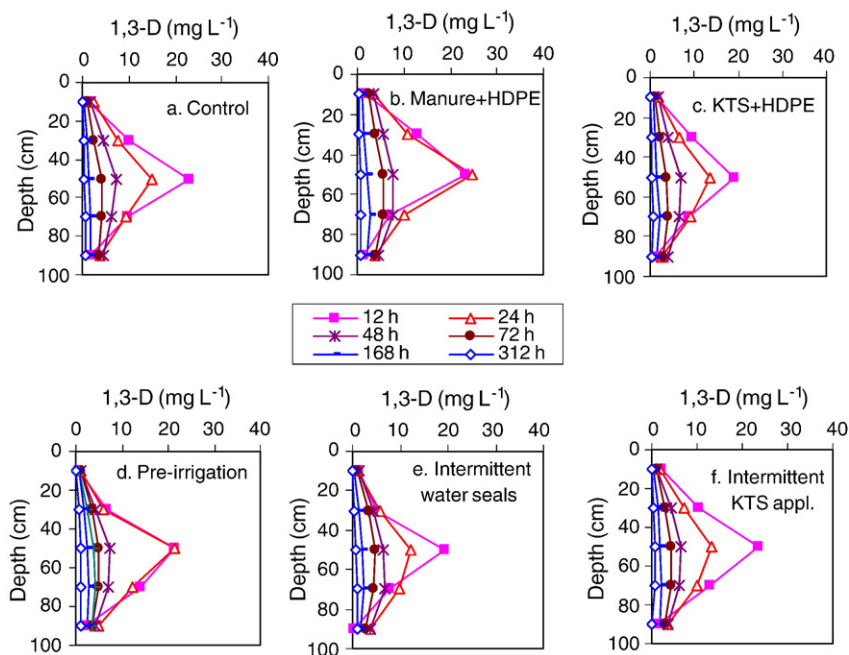 1,3-D (mg L⁻¹) 1,3-D (mg L⁻¹) 1,3-D (mg L⁻¹)
0 10 20 30 40 0 10 20 30 40 0 10 20 30 40
0
20
40
60
80
100
Depth (cm)
a. Control
0
20
40
60
80
100
Depth (cm)
b. Manure+HDPE
0
20
40
60
80
100
Depth (cm)
c. KTS+HDPE
12 h 24 h
48 h 72 h
168 h 312 h
1,3-D (mg L⁻¹) 1,3-D (mg L⁻¹) 1,3-D (mg L⁻¹)
0 10 20 30 40 0 10 20 30 40 0 10 20 30 40
0
20
40
60
80
100
Depth (cm)
d. Pre-irrigation
0
20
40
60
80
100
Depth (cm)
e. Intermittent
water seals
0
20
40
60
80
100
Depth (cm)
f. Intermittent
KTS appl.